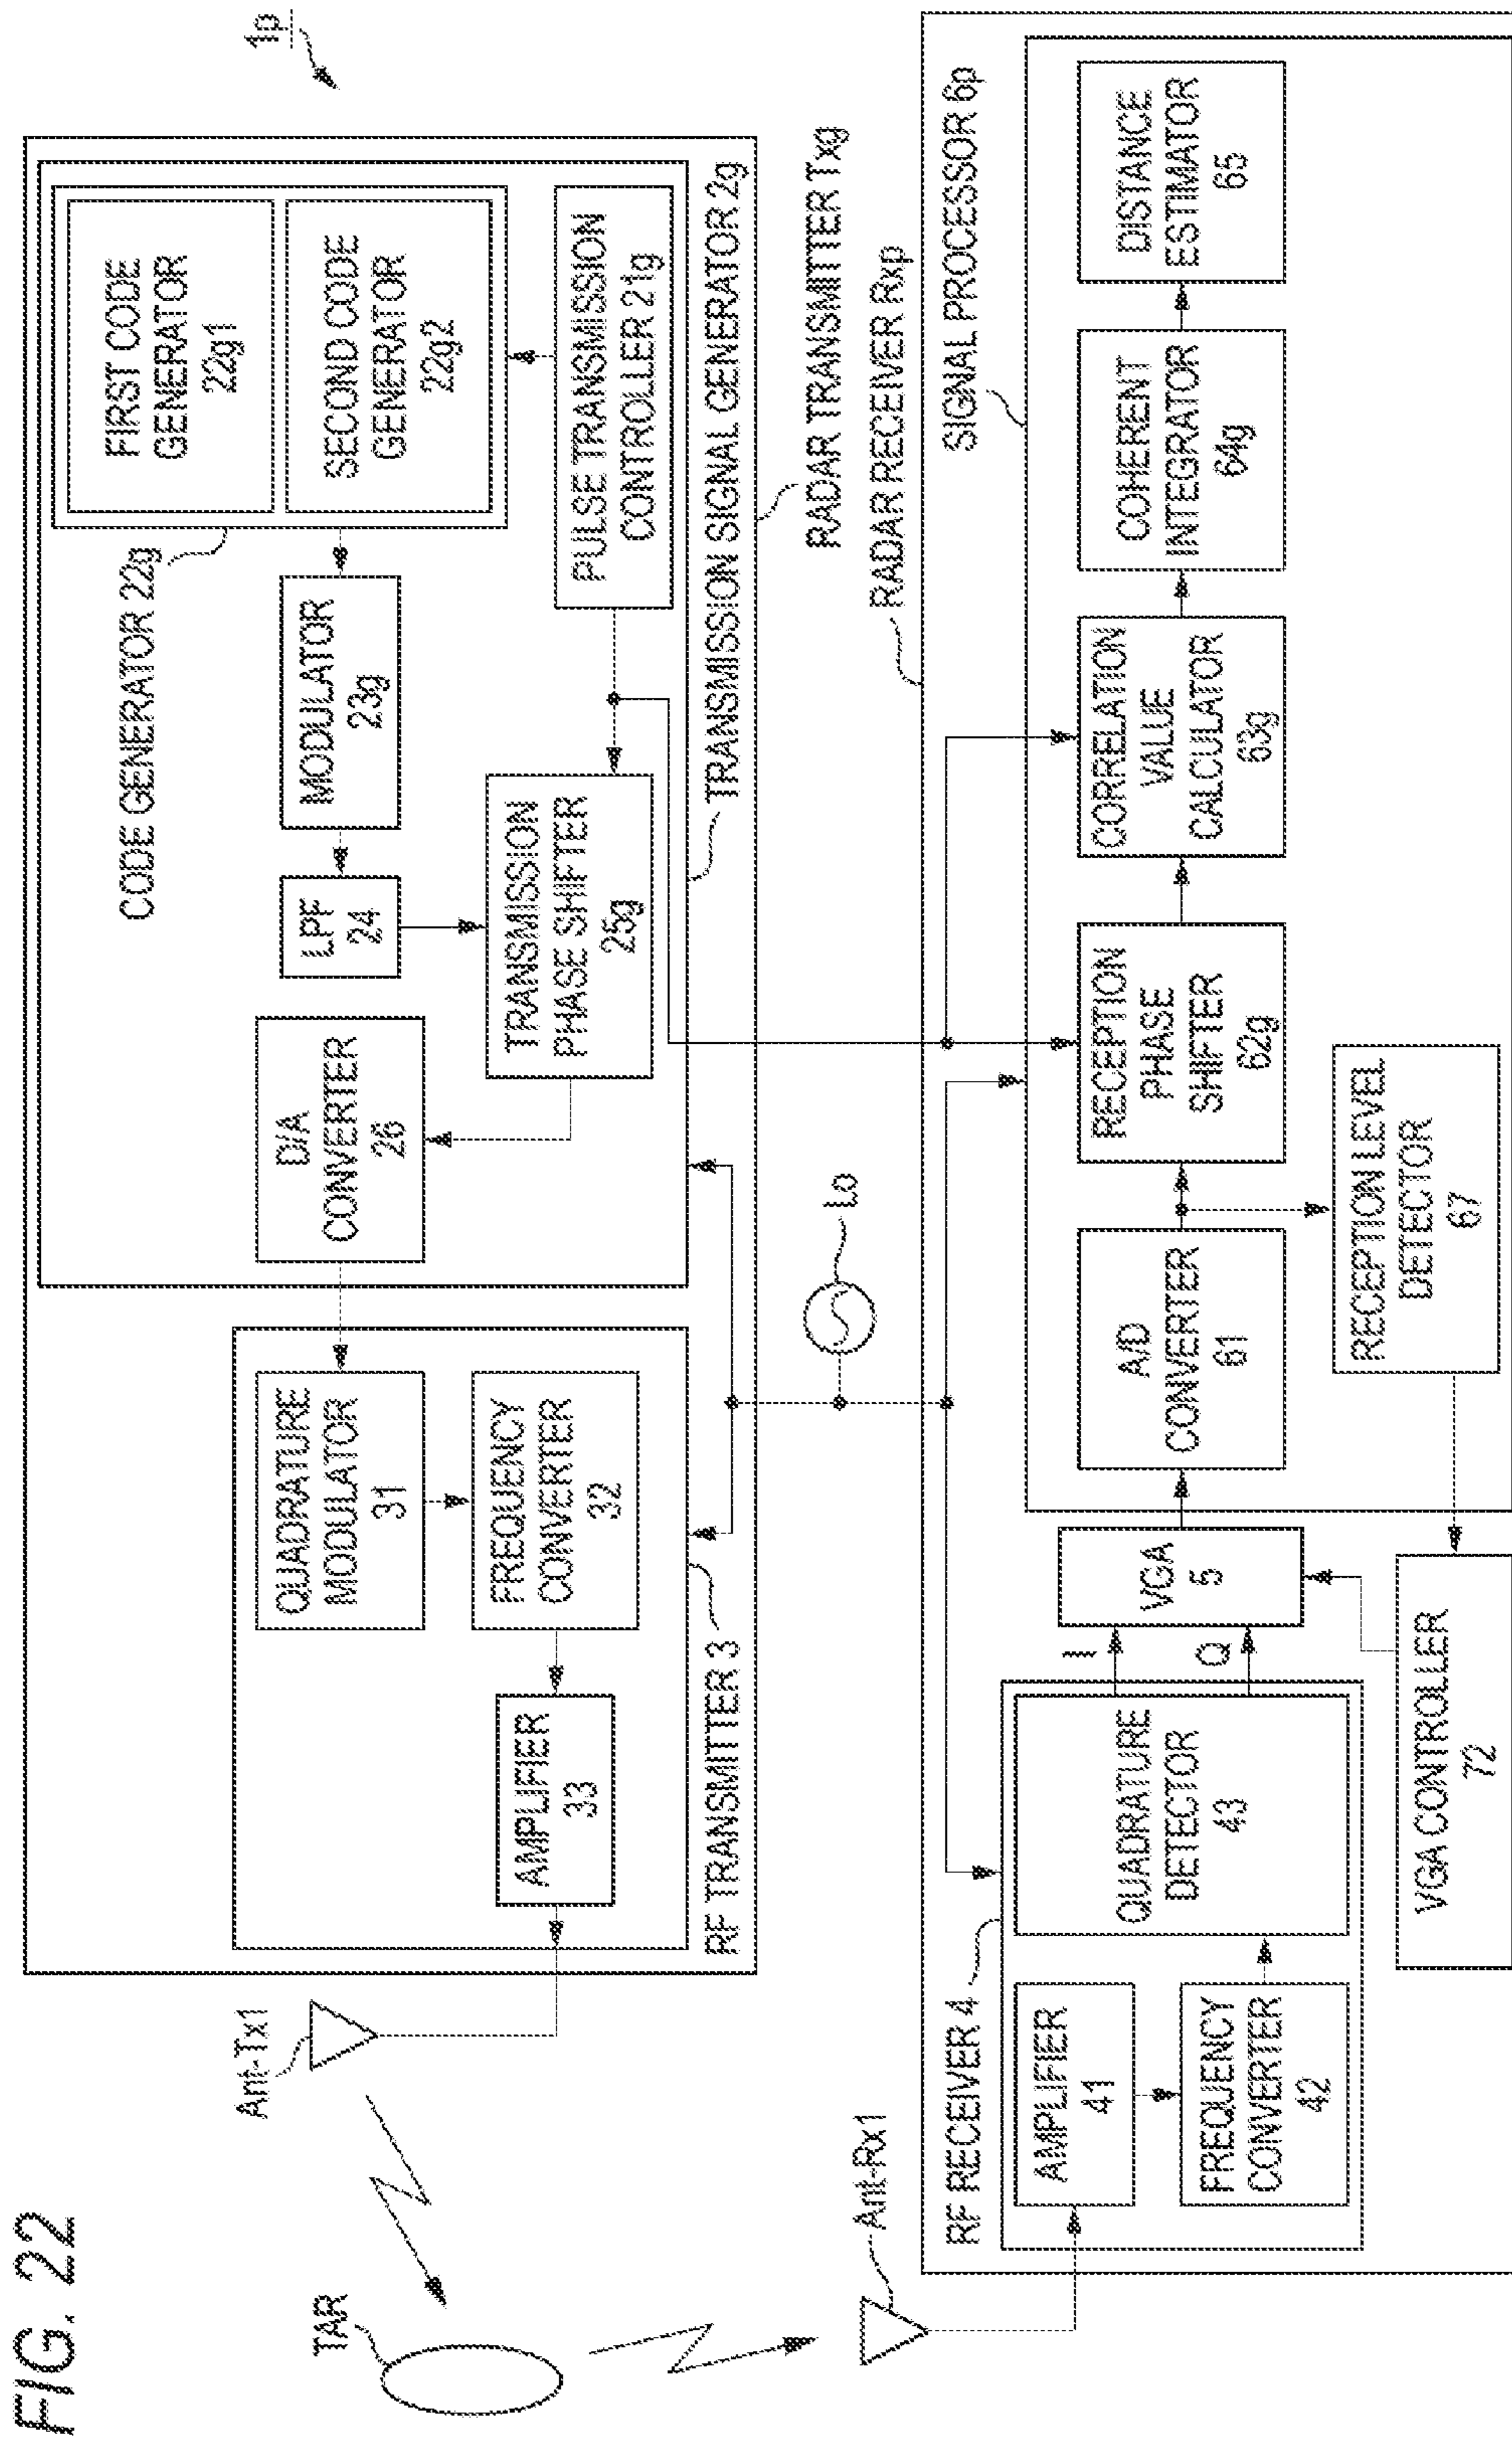 FIG. 22
1p
TAR
Ant-Tx1
Ant-Rx1
RADAR TRANSMITTER Txg
TRANSMISSION SIGNAL GENERATOR 2g
CODE GENERATOR 22g
FIRST CODE
GENERATOR
22g1
SECOND CODE
GENERATOR
22g2
PULSE TRANSMISSION
CONTROLLER 21g
MODULATOR
23g
LPF
24
TRANSMISSION
PHASE SHIFTER
25g
D/A
CONVERTER
26
RF TRANSMITTER 3
QUADRATURE
MODULATOR
31
FREQUENCY
CONVERTER
32
AMPLIFIER
33
Lo
RADAR RECEIVER Rxp
RF RECEIVER 4
AMPLIFIER
41
FREQUENCY
CONVERTER
42
QUADRATURE
DETECTOR
43
I
Q
VGA
5
VGA CONTROLLER
72
SIGNAL PROCESSOR 6p
A/D
CONVERTER
61
RECEPTION
PHASE
SHIFTER
62g
CORRELATION
VALUE
CALCULATOR
63g
COHERENT
INTEGRATOR
64g
DISTANCE
ESTIMATOR
65
RECEPTION LEVEL
DETECTOR
67